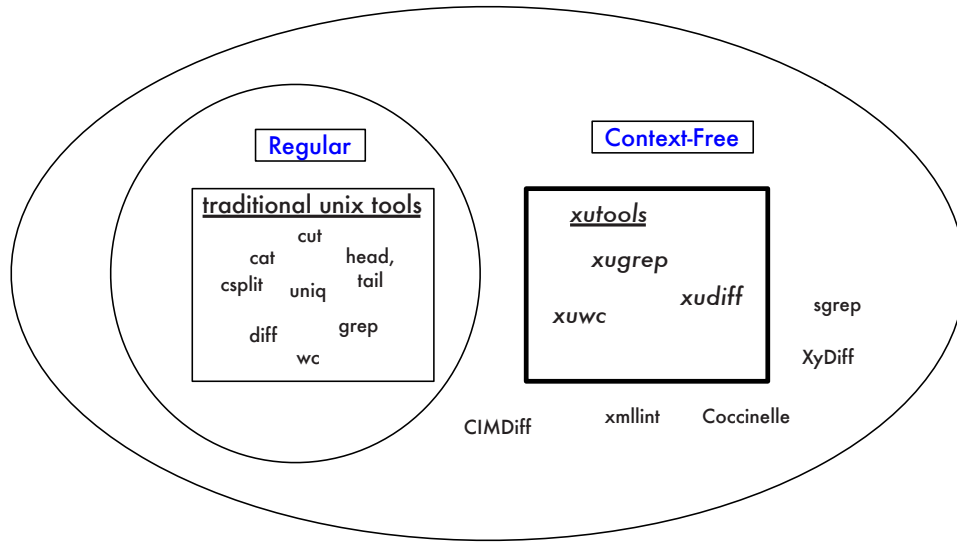 Regular
Context-Free
traditional unix tools
cut
cat
head,
tail
csplit
uniq
diff
grep
wc
xutools
xugrep
xudiff
xuwc
sgrep
XyDiff
CIMDiff
xmllint
Coccinelle